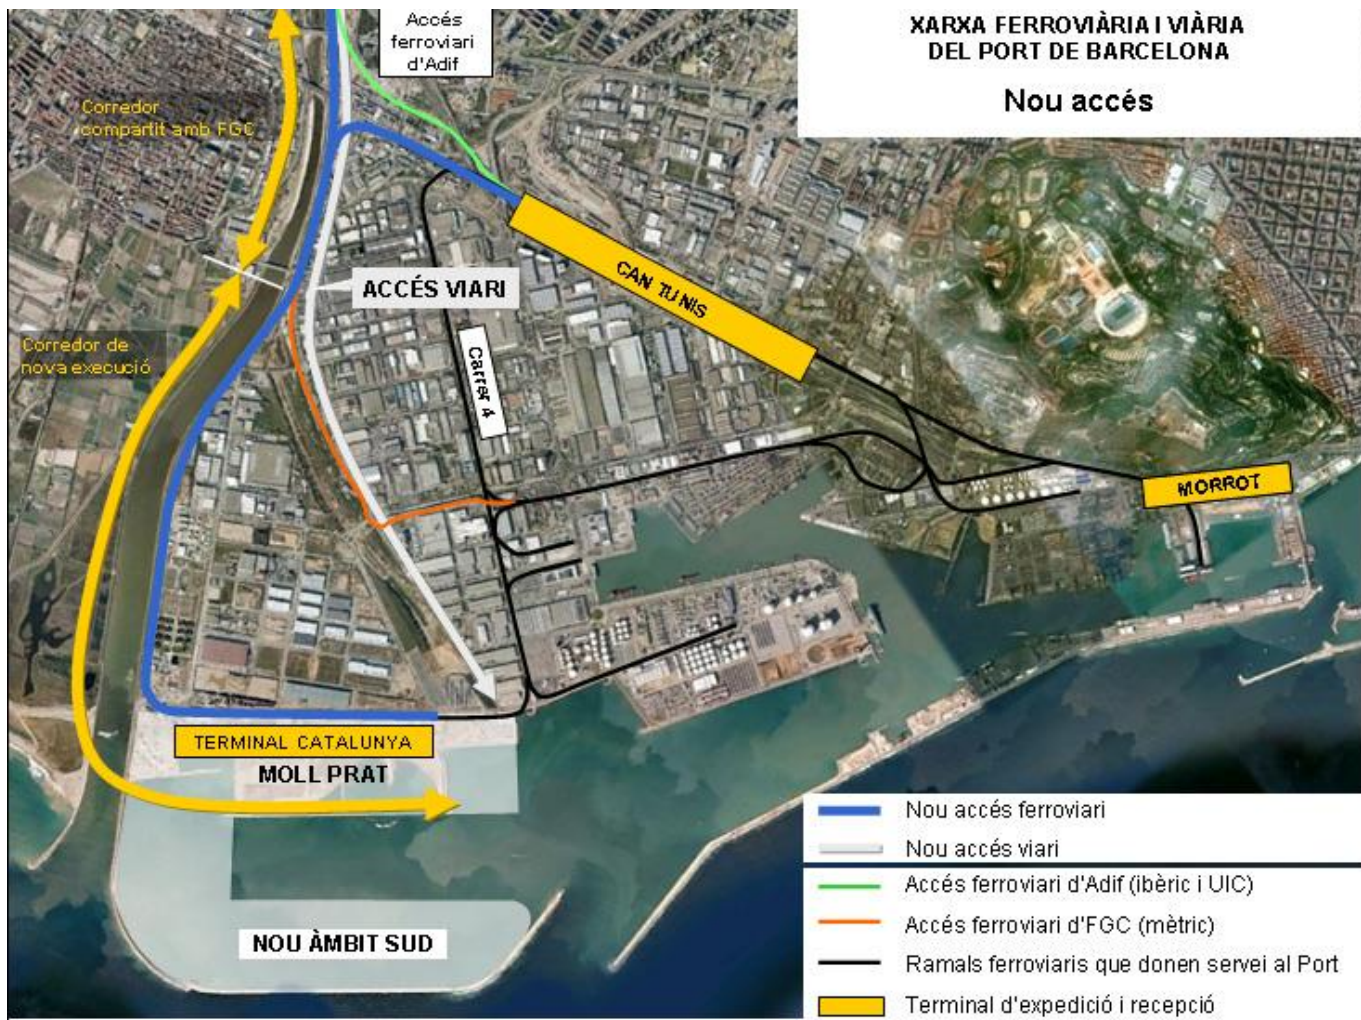 Accés
ferroviari
d'Adif
XARXA FERROVIÀRIA I VIÀRIA
DEL PORT DE BARCELONA
Nou accés
Corredor
compartit amb FGC
ACCÉS VIARI
CAN TUNIS
Corredor de
nova execució
Carrer 4
MORROT
TERMINAL CATALUNYA
MOLL PRAT
NOU ÀMBIT SUD
Nou accés ferroviari
Nou accés viari
Accés ferroviari d'Adif (ibèric i UIC)
Accés ferroviari d'FGC (mètric)
Ramals ferroviaris que donen servei al Port
Terminal d'expedició i recepció